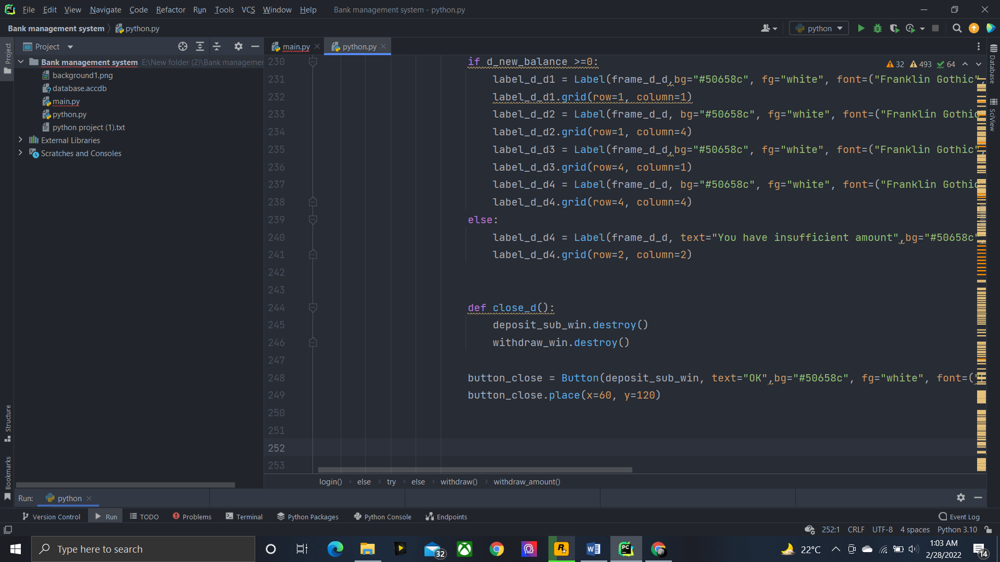 File Edit View Navigate Code Refactor Run Tools VCS Window Help Bank management system - python.py
Bank management system python.py python
Project main.py python.py
Bank management system E:\New folder (2)\Bank managemer
background1.png
database.accdb
main.py
python.py
python project (1).txt
External Libraries
Scratches and Consoles
Project
Structure
Bookmarks
32 493 64
230 if d_new_balance >=0:
231 label_d_d1 = Label(frame_d_d,bg="#50658c", fg="white", font=("Franklin Gothic",
232 label_d_d1.grid(row=1, column=1)
233 label_d_d2 = Label(frame_d_d, bg="#50658c", fg="white", font=("Franklin Gothic"
234 label_d_d2.grid(row=1, column=4)
235 label_d_d3 = Label(frame_d_d,bg="#50658c", fg="white", font=("Franklin Gothic",
236 label_d_d3.grid(row=4, column=1)
237 label_d_d4 = Label(frame_d_d, bg="#50658c", fg="white", font=("Franklin Gothic
238 label_d_d4.grid(row=4, column=4)
239 else:
240 label_d_d4 = Label(frame_d_d, text="You have insufficient amount",bg="#50658c",
241 label_d_d4.grid(row=2, column=2)
242
243
244 def close_d():
245 deposit_sub_win.destroy()
246 withdraw_win.destroy()
247
248 button_close = Button(deposit_sub_win, text="OK",bg="#50658c", fg="white", font=("
249 button_close.place(x=60, y=120)
250
251
252
253
Database
SciView
login() else try else withdraw() withdraw_amount()
Run: python
Version Control Run TODO Problems Terminal Python Packages Python Console Endpoints Event Log
252:1 CRLF UTF-8 4 spaces Python 3.10
Type here to search 32 22°C 1:03 AM
2/28/2022 14